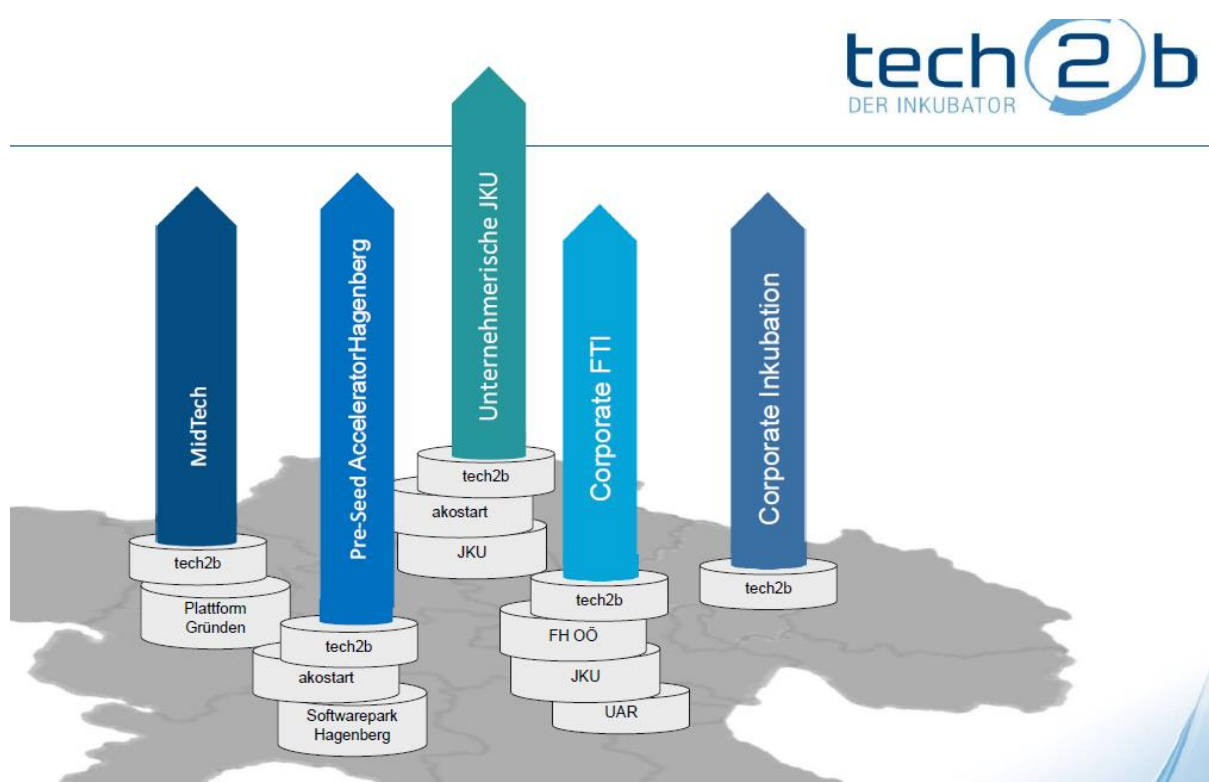 tech2b
DER INKUBATOR
MidTech
tech2b
Plattform
Gründen
Pre-Seed AcceleratorHagenberg
tech2b
akostart
Softwarepark
Hagenberg
Unternehmerische JKU
tech2b
akostart
JKU
Corporate FTI
tech2b
FH OÖ
JKU
UAR
Corporate Inkubation
tech2b